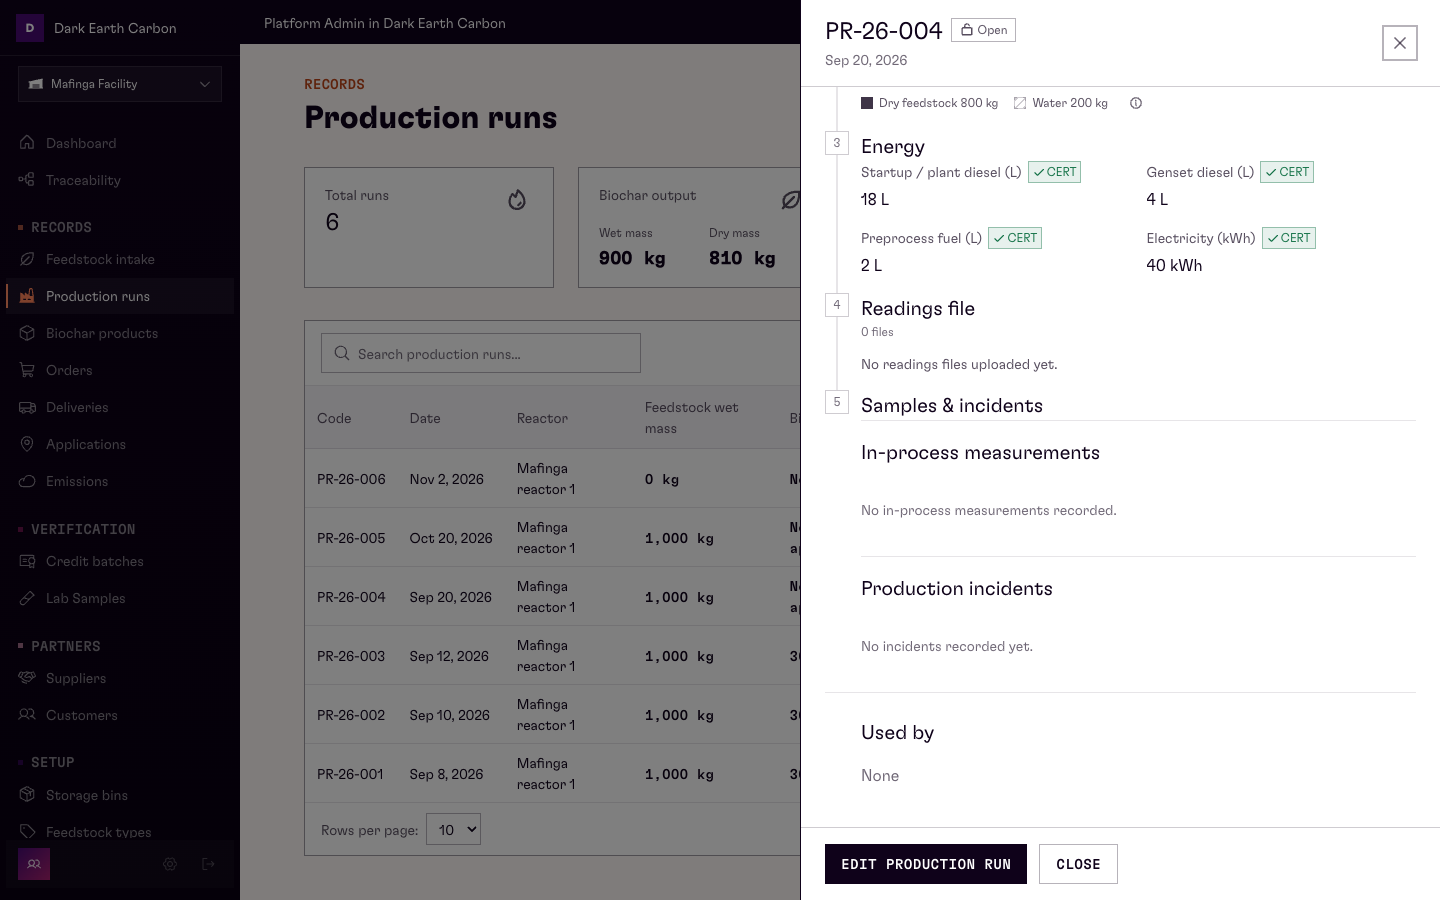 D
Dark Earth Carbon
Mafinga Facility
Dashboard
Traceability
RECORDS
Feedstock intake
Production runs
Biochar products
Orders
Deliveries
Applications
Emissions
VERIFICATION
Credit batches
Lab Samples
PARTNERS
Suppliers
Customers
SETUP
Storage bins
Feedstock types
Platform Admin in Dark Earth Carbon
RECORDS
Production runs
Total runs
6
Biochar output
Wet mass
900 kg
Dry mass
810 kg
Search production runs...
Code Date Reactor Feedstock wet mass
PR-26-006 Nov 2, 2026 Mafinga reactor 1 0 kg
PR-26-005 Oct 20, 2026 Mafinga reactor 1 1,000 kg
PR-26-004 Sep 20, 2026 Mafinga reactor 1 1,000 kg
PR-26-003 Sep 12, 2026 Mafinga reactor 1 1,000 kg
PR-26-002 Sep 10, 2026 Mafinga reactor 1 1,000 kg
PR-26-001 Sep 8, 2026 Mafinga reactor 1 1,000 kg
Rows per page: 10
PR-26-004 Open
Sep 20, 2026
Dry feedstock 800 kg Water 200 kg
3 Energy
Startup / plant diesel (L) CERT
18 L
Genset diesel (L) CERT
4 L
Preprocess fuel (L) CERT
2 L
Electricity (kWh) CERT
40 kWh
4 Readings file
0 files
No readings files uploaded yet.
5 Samples & incidents
In-process measurements
No in-process measurements recorded.
Production incidents
No incidents recorded yet.
Used by
None
EDIT PRODUCTION RUN
CLOSE